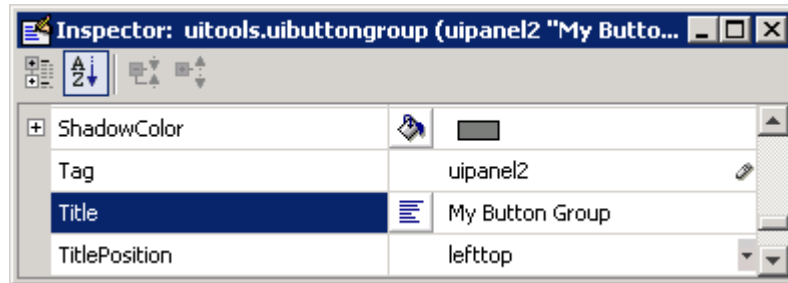 Inspector: uitools.uibuttongroup (uipanel2 "My Butto...
A
Z
ShadowColor
Tag uipanel2
Title My Button Group
TitlePosition lefttop